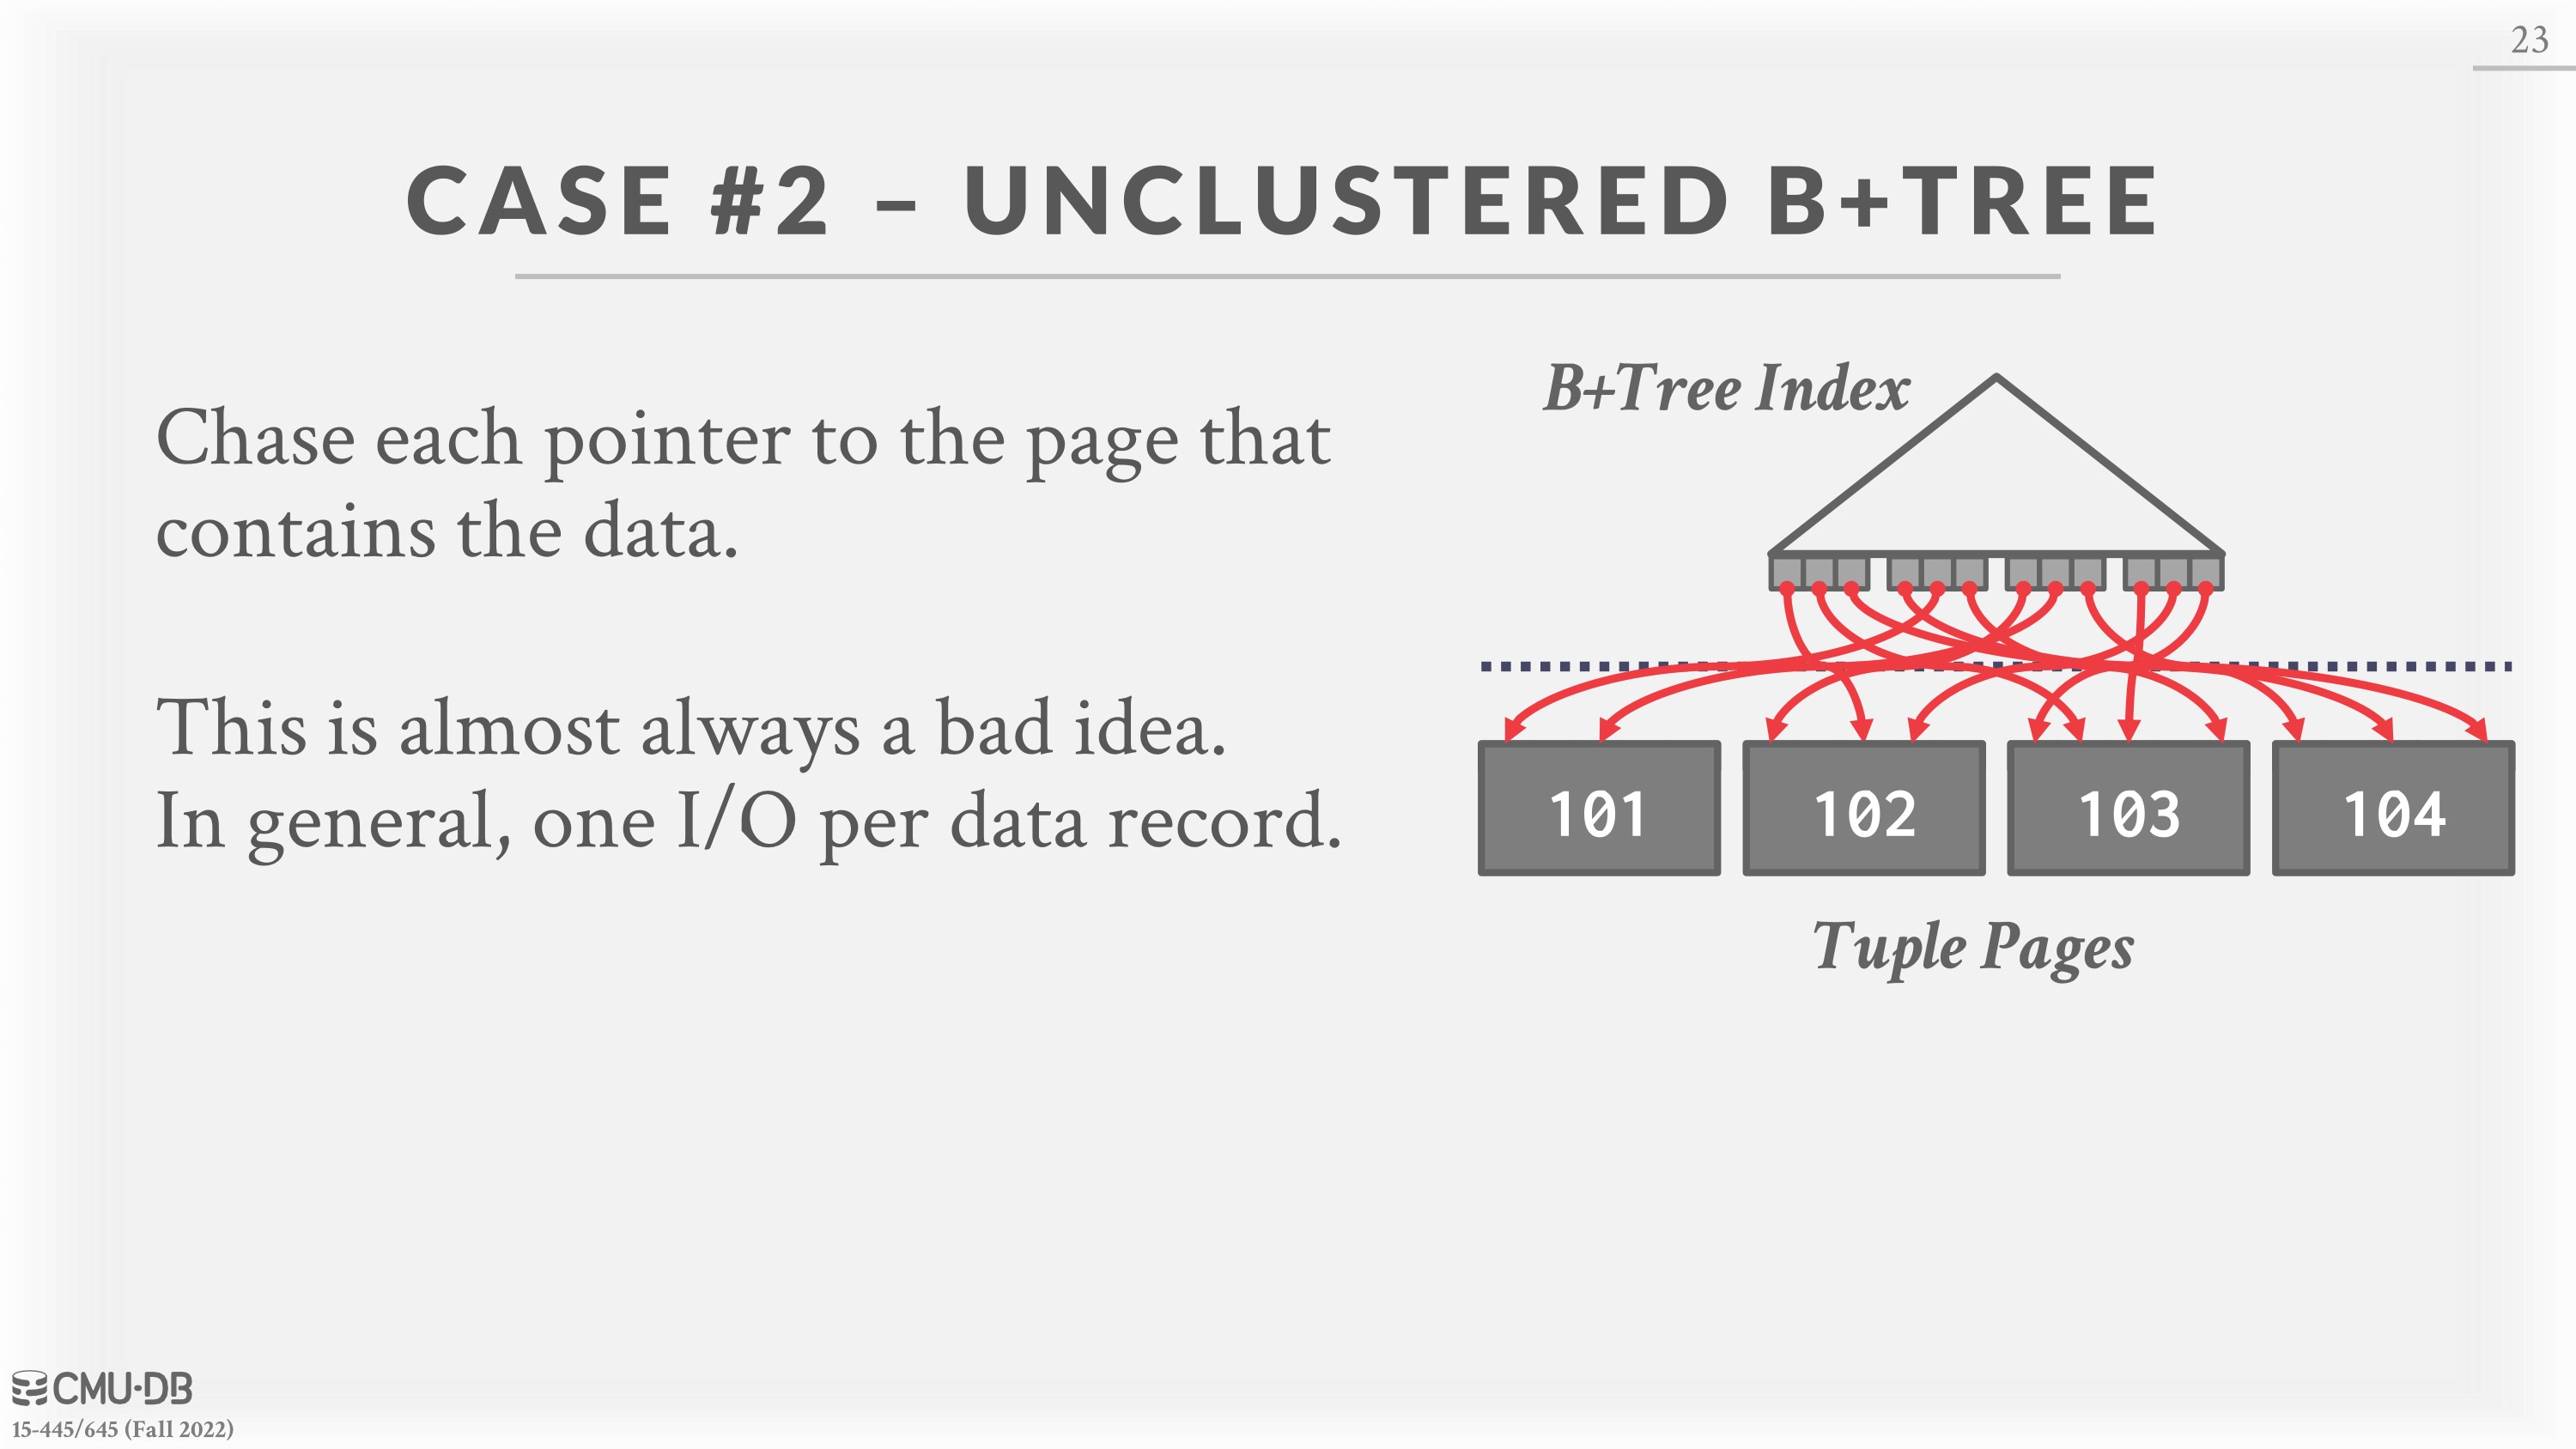 23
CASE #2 – UNCLUSTERED B+TREE
Chase each pointer to the page that
contains the data.
This is almost always a bad idea.
In general, one I/O per data record.
B+Tree Index
101 102 103 104
Tuple Pages
CMU·DB
15-445/645 (Fall 2022)